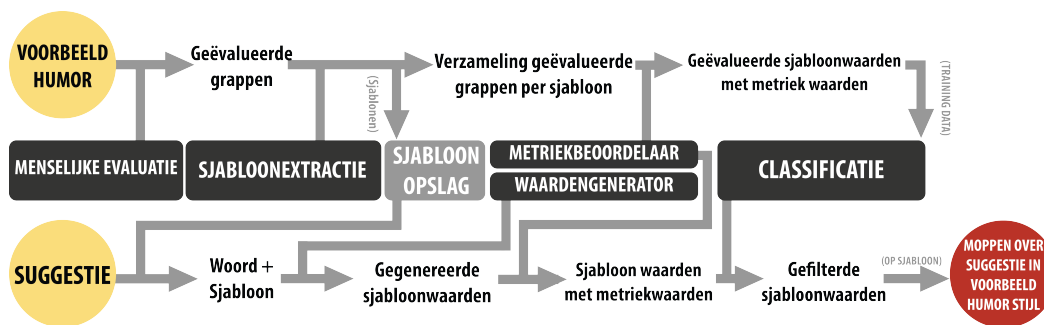 VOORBEELD
HUMOR
Geëvalueerde
grappen
(Sjablonen)
Verzameling geëvalueerde
grappen per sjabloon
Geëvalueerde sjabloonwaarden
met metriek waarden
(TRAINING DATA)
MENSELIJKE EVALUATIE
SJABLOONEXTRACTIE
SJABLOON
OPSLAG
METRIEKBEOORDELAAR
WAARDENGENERATOR
CLASSIFICATIE
SUGGESTIE
Woord +
Sjabloon
Gegenereerde
sjabloonwaarden
Sjabloon waarden
met metriekwaarden
Gefilterde
sjabloonwaarden
(OP SJABLOON)
MOPPEN OVER
SUGGESTIE IN
VOORBEELD
HUMOR STIJL